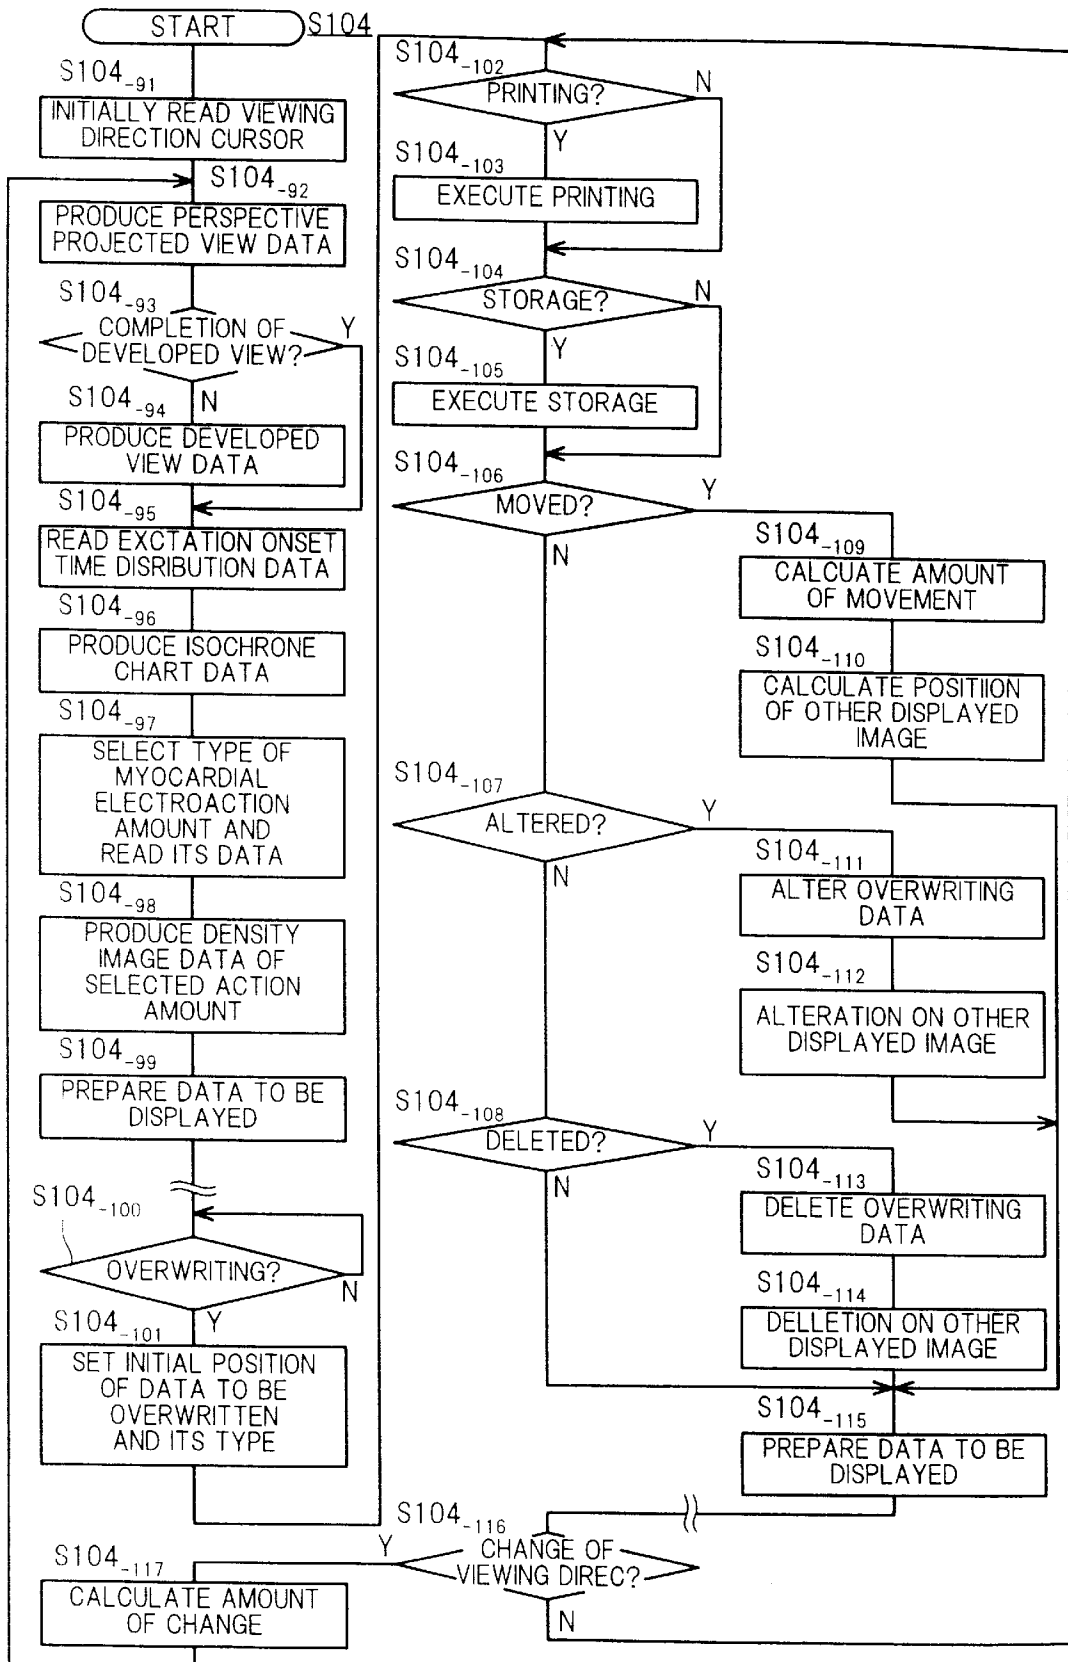 START
S104
S104-91
INITIALLY READ VIEWING
DIRECTION CURSOR
S104-92
PRODUCE PERSPECTIVE
PROJECTED VIEW DATA
S104-93
COMPLETION OF
DEVELOPED VIEW?
Y
N
S104-94
PRODUCE DEVELOPED
VIEW DATA
S104-95
READ EXCTATION ONSET
TIME DISRIBUTION DATA
S104-96
PRODUCE ISOCHRONE
CHART DATA
S104-97
SELECT TYPE OF
MYOCARDIAL
ELECTROACTION
AMOUNT AND
READ ITS DATA
S104-98
PRODUCE DENSITY
IMAGE DATA OF
SELECTED ACTION
AMOUNT
S104-99
PREPARE DATA TO BE
DISPLAYED
S104-100
OVERWRITING?
N
Y
S104-101
SET INITIAL POSITION
OF DATA TO BE
OVERWRITTEN
AND ITS TYPE
S104-102
PRINTING?
N
Y
S104-103
EXECUTE PRINTING
S104-104
STORAGE?
N
Y
S104-105
EXECUTE STORAGE
S104-106
MOVED?
Y
N
S104-109
CALCUATE AMOUNT
OF MOVEMENT
S104-110
CALCULATE POSITIION
OF OTHER DISPLAYED
IMAGE
S104-107
ALTERED?
Y
N
S104-111
ALTER OVERWRITING
DATA
S104-112
ALTERATION ON OTHER
DISPLAYED IMAGE
S104-108
DELETED?
Y
N
S104-113
DELETE OVERWRITING
DATA
S104-114
DELLETION ON OTHER
DISPLAYED IMAGE
S104-115
PREPARE DATA TO BE
DISPLAYED
S104-116
CHANGE OF
VIEWING DIREC?
Y
N
S104-117
CALCULATE AMOUNT
OF CHANGE